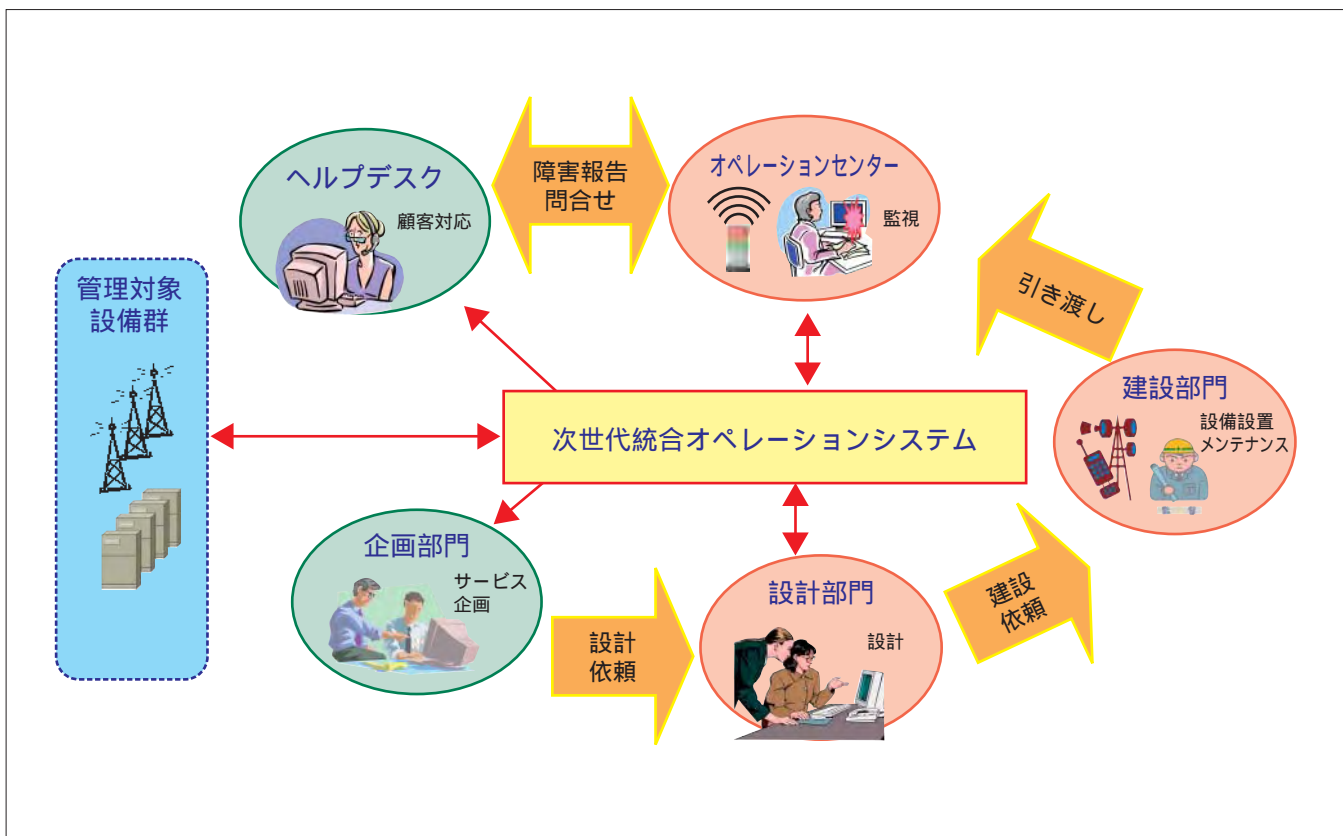 ヘルプデスク
顧客対応
障害報告
問合せ
オペレーションセンター
監視
引き渡し
管理対象
設備群
次世代統合オペレーションシステム
建設部門
設備設置
メンテナンス
企画部門
サービス
企画
設計
依頼
設計部門
設計
建設
依頼